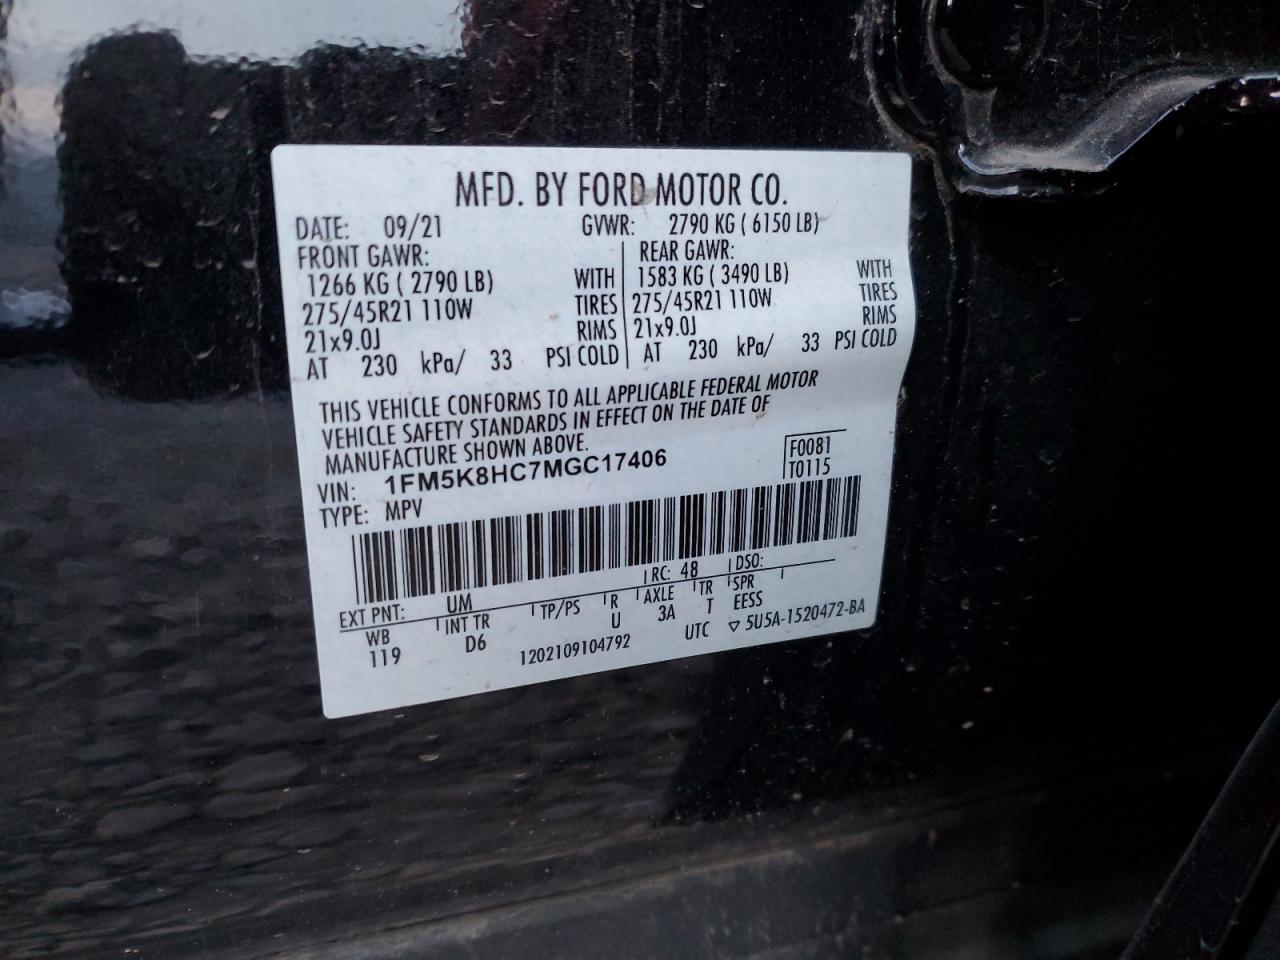 MFD. BY FORD MOTOR CO.
DATE: 09/21 GVWR: 2790 KG ( 6150 LB)
FRONT GAWR: REAR GAWR:
1266 KG ( 2790 LB) WITH 1583 KG ( 3490 LB) WITH
275/45R21 110W TIRES 275/45R21 110W TIRES
21x9.0J RIMS 21x9.0J RIMS
AT 230 kPa/ 33 PSI COLD AT 230 kPa/ 33 PSI COLD
THIS VEHICLE CONFORMS TO ALL APPLICABLE FEDERAL MOTOR
VEHICLE SAFETY STANDARDS IN EFFECT ON THE DATE OF
MANUFACTURE SHOWN ABOVE.
VIN: 1FM5K8HC7MGC17406 F0081
TYPE: MPV T0115
EXT PNT: UM RC: 48 DSO:
WB INT TR TP/PS R AXLE TR SPR
119 D6 U 3A T EESS
1202109104792 UTC ▽ 5U5A-1520472-BA